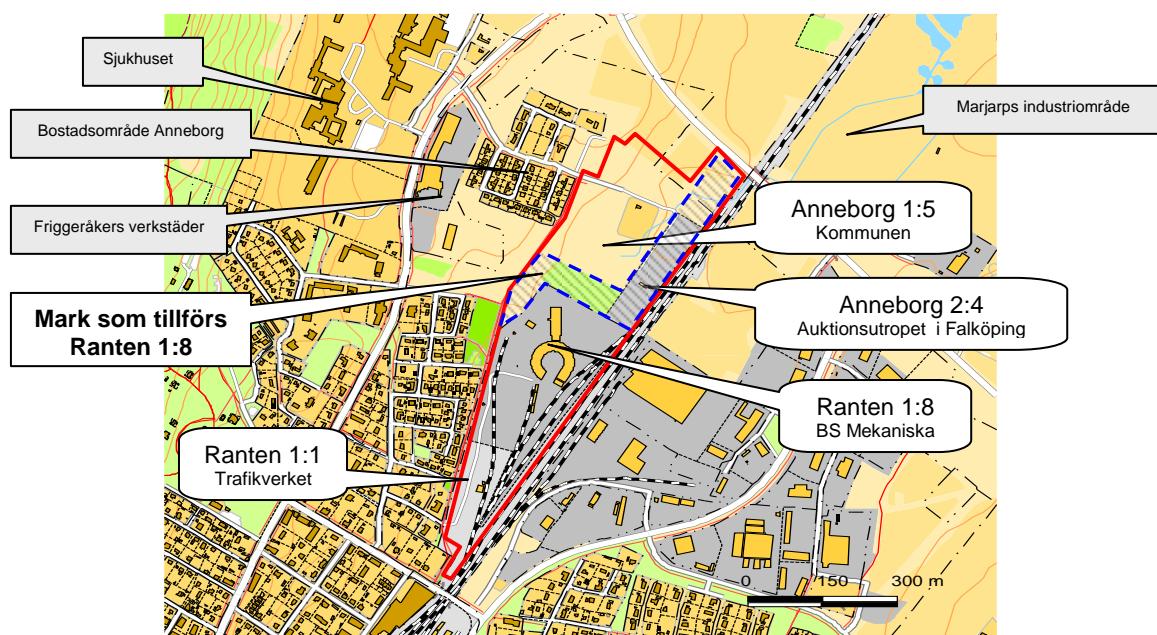 Sjukhuset
Bostadsområde Anneborg
Friggeråkers verkstäder
Mark som tillförs
Ranten 1:8
Ranten 1:1
Trafikverket
Marjarps industriområde
Anneborg 1:5
Kommunen
Anneborg 2:4
Auktionsutropet i Falköping
Ranten 1:8
BS Mekaniska
0 150 300 m